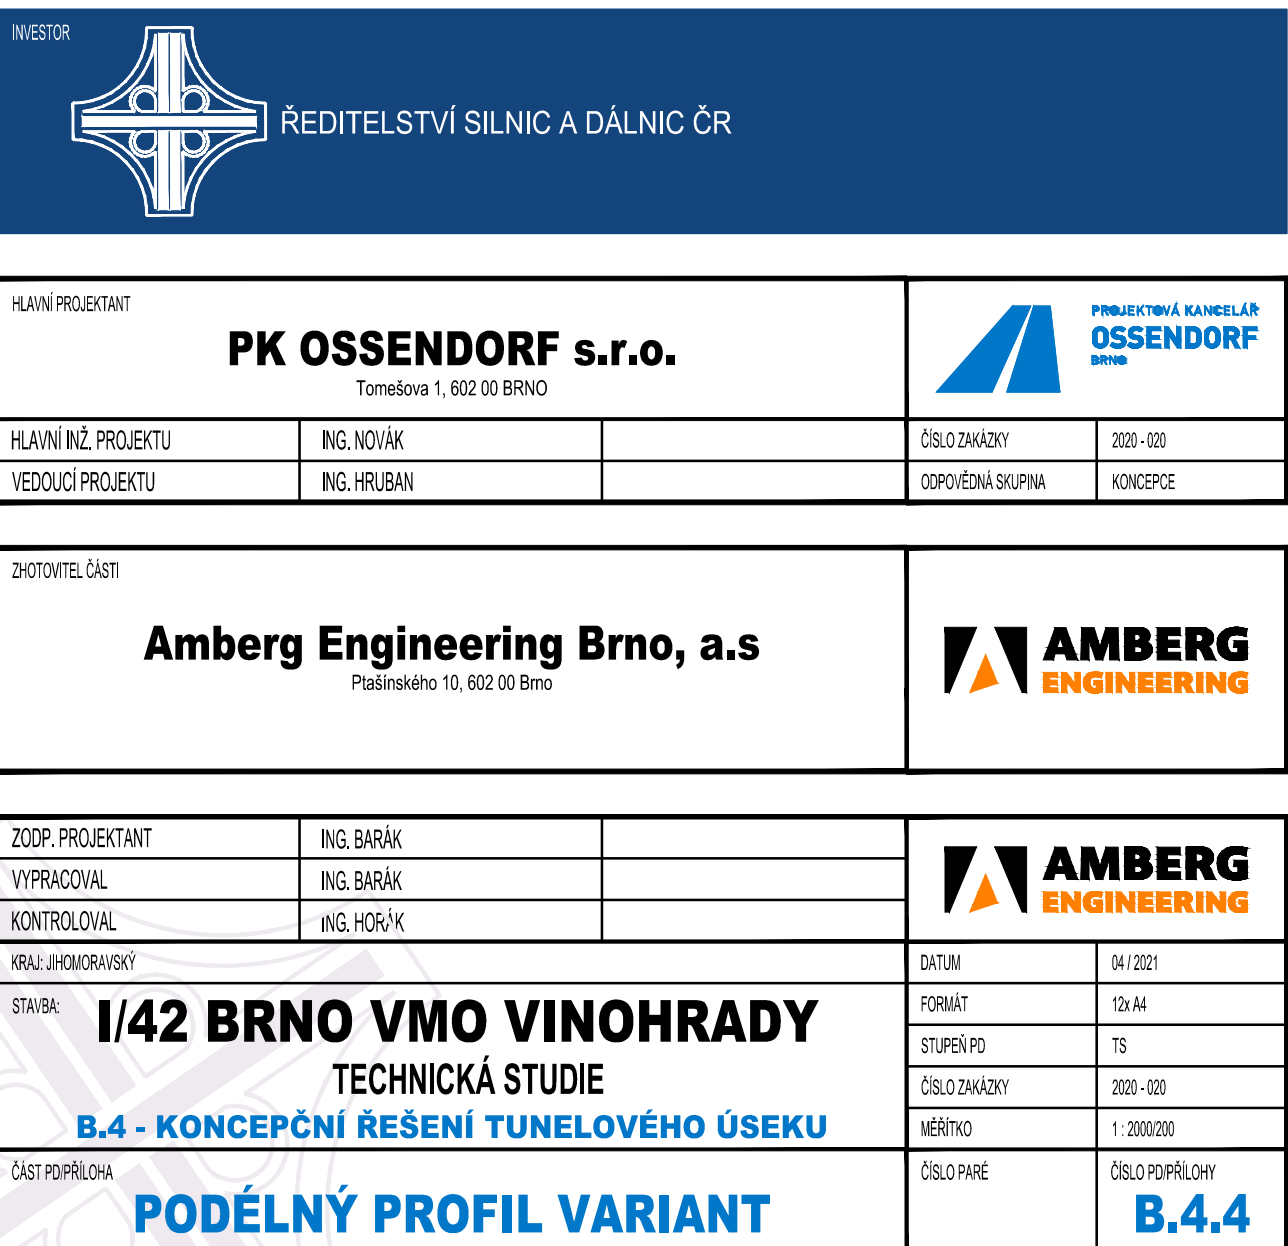 INVESTOR
ŘEDITELSTVÍ SILNIC A DÁLNIC ČR
HLAVNÍ PROJEKTANT
PK OSSENDORF s.r.o.
Tomešova 1, 602 00 BRNO
PROJEKTOVÁ KANCELÁŘ
OSSENDORF
BRNO
HLAVNÍ INŽ. PROJEKTU ING. NOVÁK ČÍSLO ZAKÁZKY 2020 - 020
VEDOUCÍ PROJEKTU ING. HRUBAN ODPOVĚDNÁ SKUPINA KONCEPCE
ZHOTOVITEL ČÁSTI
Amberg Engineering Brno, a.s
Ptašínského 10, 602 00 Brno
AMBERG
ENGINEERING
ZODP. PROJEKTANT ING. BARÁK
VYPRACOVAL ING. BARÁK
KONTROLOVAL ING. HORÁK
AMBERG
ENGINEERING
KRAJ: JIHOMORAVSKÝ DATUM 04 / 2021
STAVBA: I/42 BRNO VMO VINOHRADY FORMÁT 12x A4
STUPEŇ PD TS
TECHNICKÁ STUDIE ČÍSLO ZAKÁZKY 2020 - 020
B.4 - KONCEPČNÍ ŘEŠENÍ TUNELOVÉHO ÚSEKU MĚŘÍTKO 1 : 2000/200
ČÁST PD/PŘÍLOHA ČÍSLO PARÉ ČÍSLO PD/PŘÍLOHY
PODÉLNÝ PROFIL VARIANT B.4.4